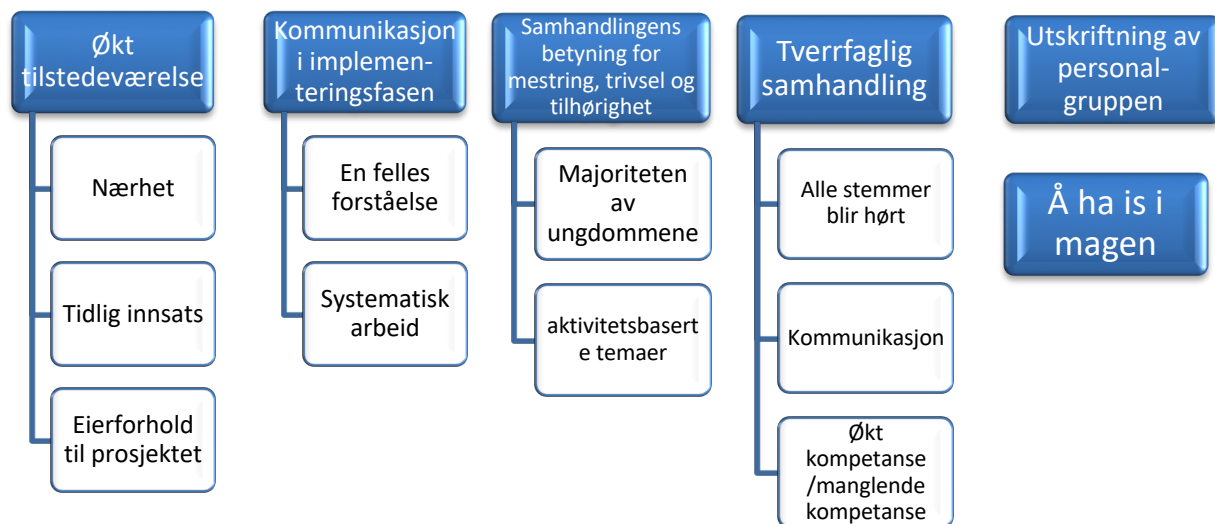 Økt
tilstedeværelse
Nærhet
Tidlig innsats
Eierforhold
til prosjektet
Kommunikasjon
i implemen-
teringsfasen
En felles
forståelse
Systematisk
arbeid
Samhandlingens
betyning for
mestring, trivsel og
tilhørighet
Majoriteten
av
ungdommene
aktivitetsbasert
e temaer
Tverrfaglig
samhandling
Alle stemmer
blir hørt
Kommunikasjon
Økt
kompetanse
/manglende
kompetanse
Utskriftning av
personal-
gruppen
Å ha is i
magen